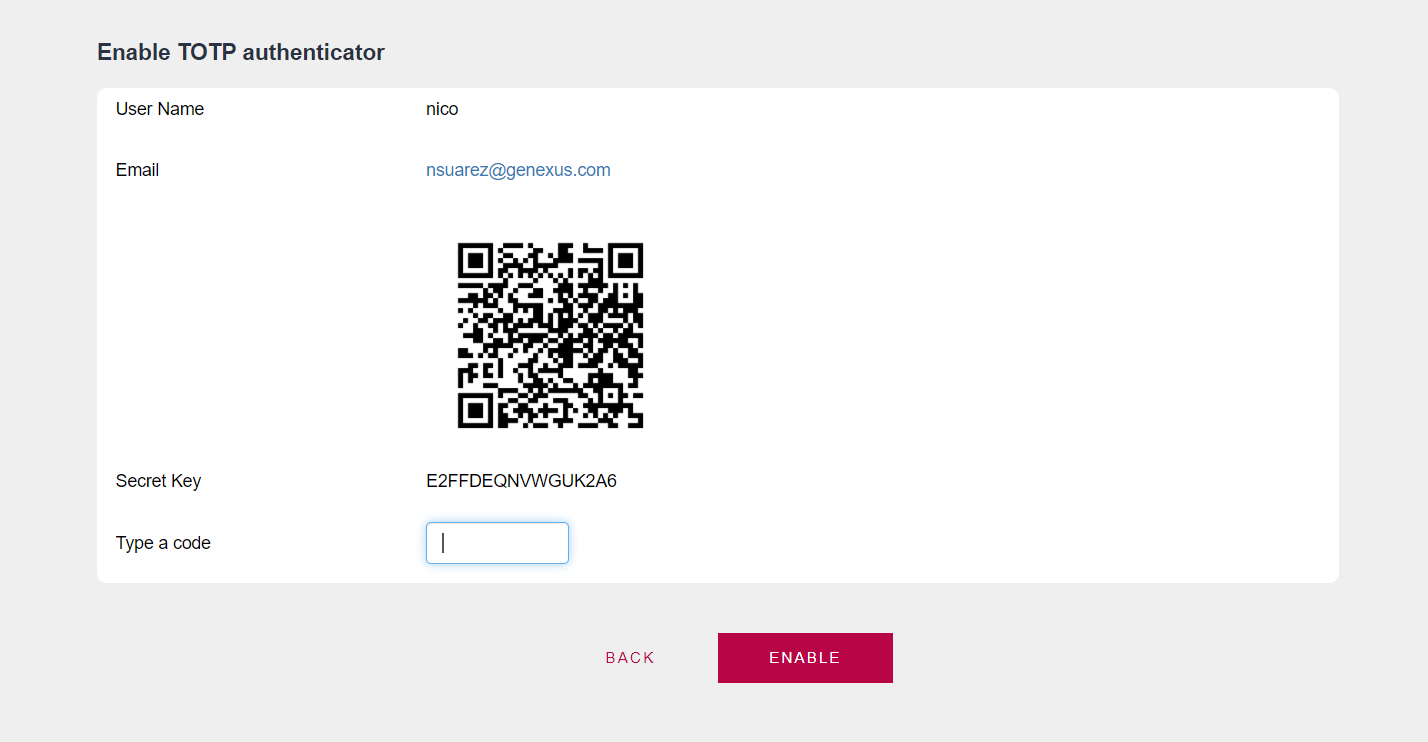 Enable TOTP authenticator
User Name nico
Email nsuarez@genexus.com
Secret Key E2FFDEQNVWGUK2A6
Type a code
BACK ENABLE